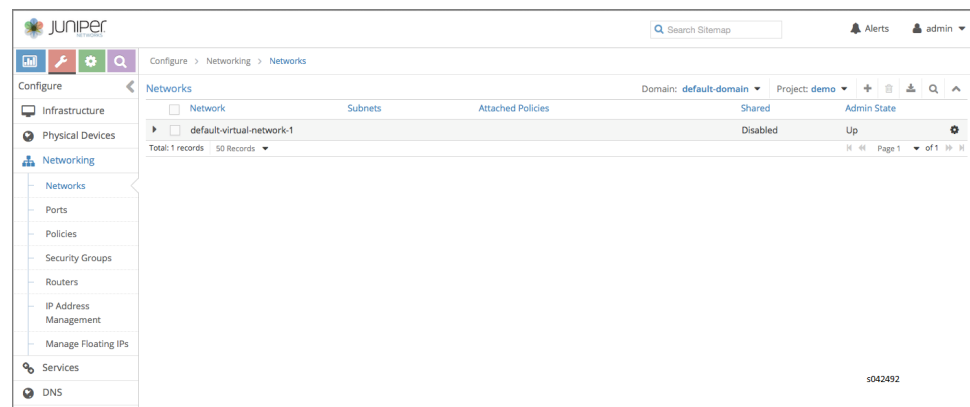 JUNIPER
NETWORKS
Search Sitemap
Alerts
admin
Configure > Networking > Networks
Configure
Networks
Domain: default-domain
Project: demo
Infrastructure
Network Subnets Attached Policies Shared Admin State
default-virtual-network-1 Disabled Up
Physical Devices
Total: 1 records 50 Records
Page 1 of 1
Networking
Networks
Ports
Policies
Security Groups
Routers
IP Address
Management
Manage Floating IPs
Services
DNS
s042492